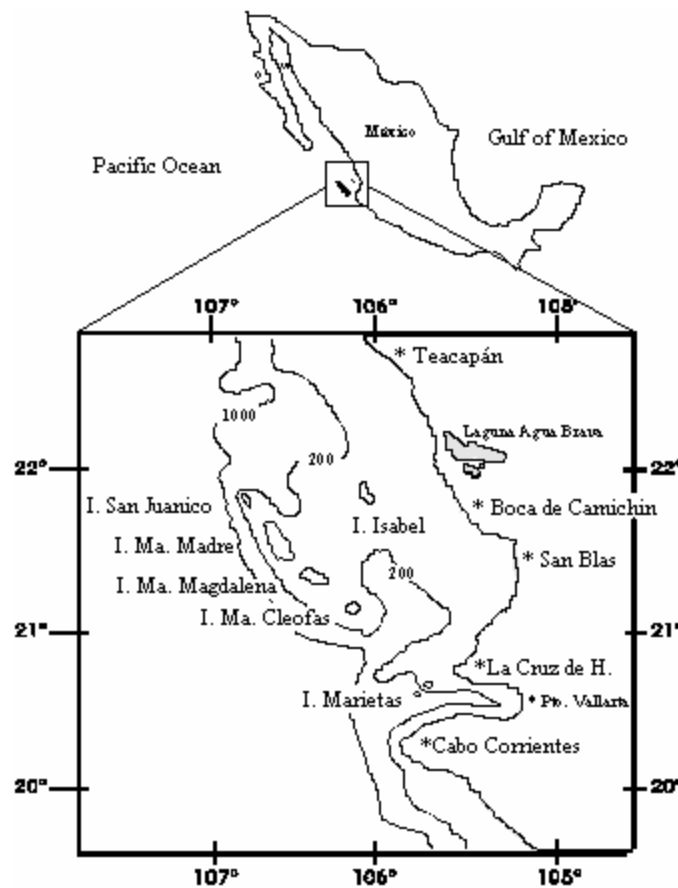 México
Gulf of Mexico
Pacific Ocean
107° 106° 105°
* Teacapán
1000
Laguna Agua Brava
200
22° 22°
I. San Juanico
* Boca de Camichin
I. Isabel
I. Ma. Madre
* San Blas
200
I. Ma. Magdalena
I. Ma. Cleofas
21° 21°
*La Cruz de H.
I. Marietas
* Pto. Vallarta
*Cabo Corrientes
20° 20°
107° 106° 105°